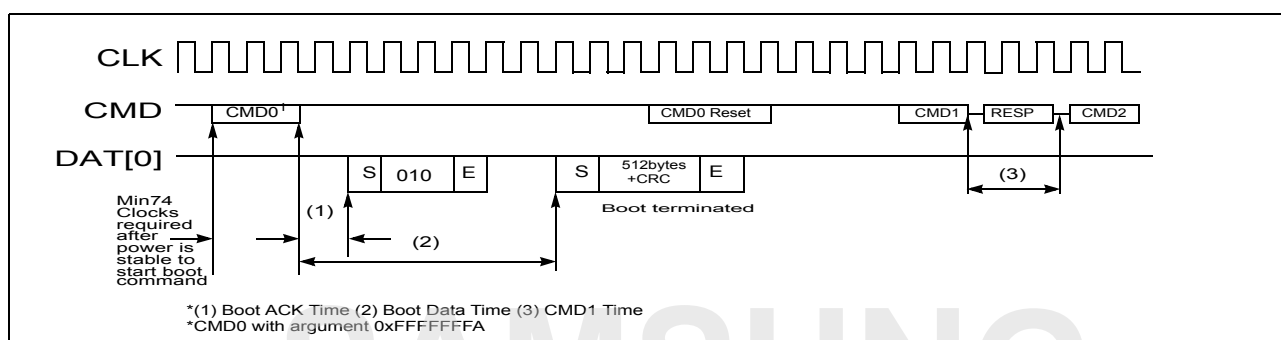 CLK
CMD
CMD0¹
CMD0 Reset
CMD1
RESP
CMD2
DAT[0]
S
010
E
S
512bytes
+CRC
E
(3)
Boot terminated
Min74
Clocks
required
after
power is
stable to
start boot
command
(1)
(2)
*(1) Boot ACK Time (2) Boot Data Time (3) CMD1 Time
*CMD0 with argument 0xFFFFFFFA
SAMSUNG